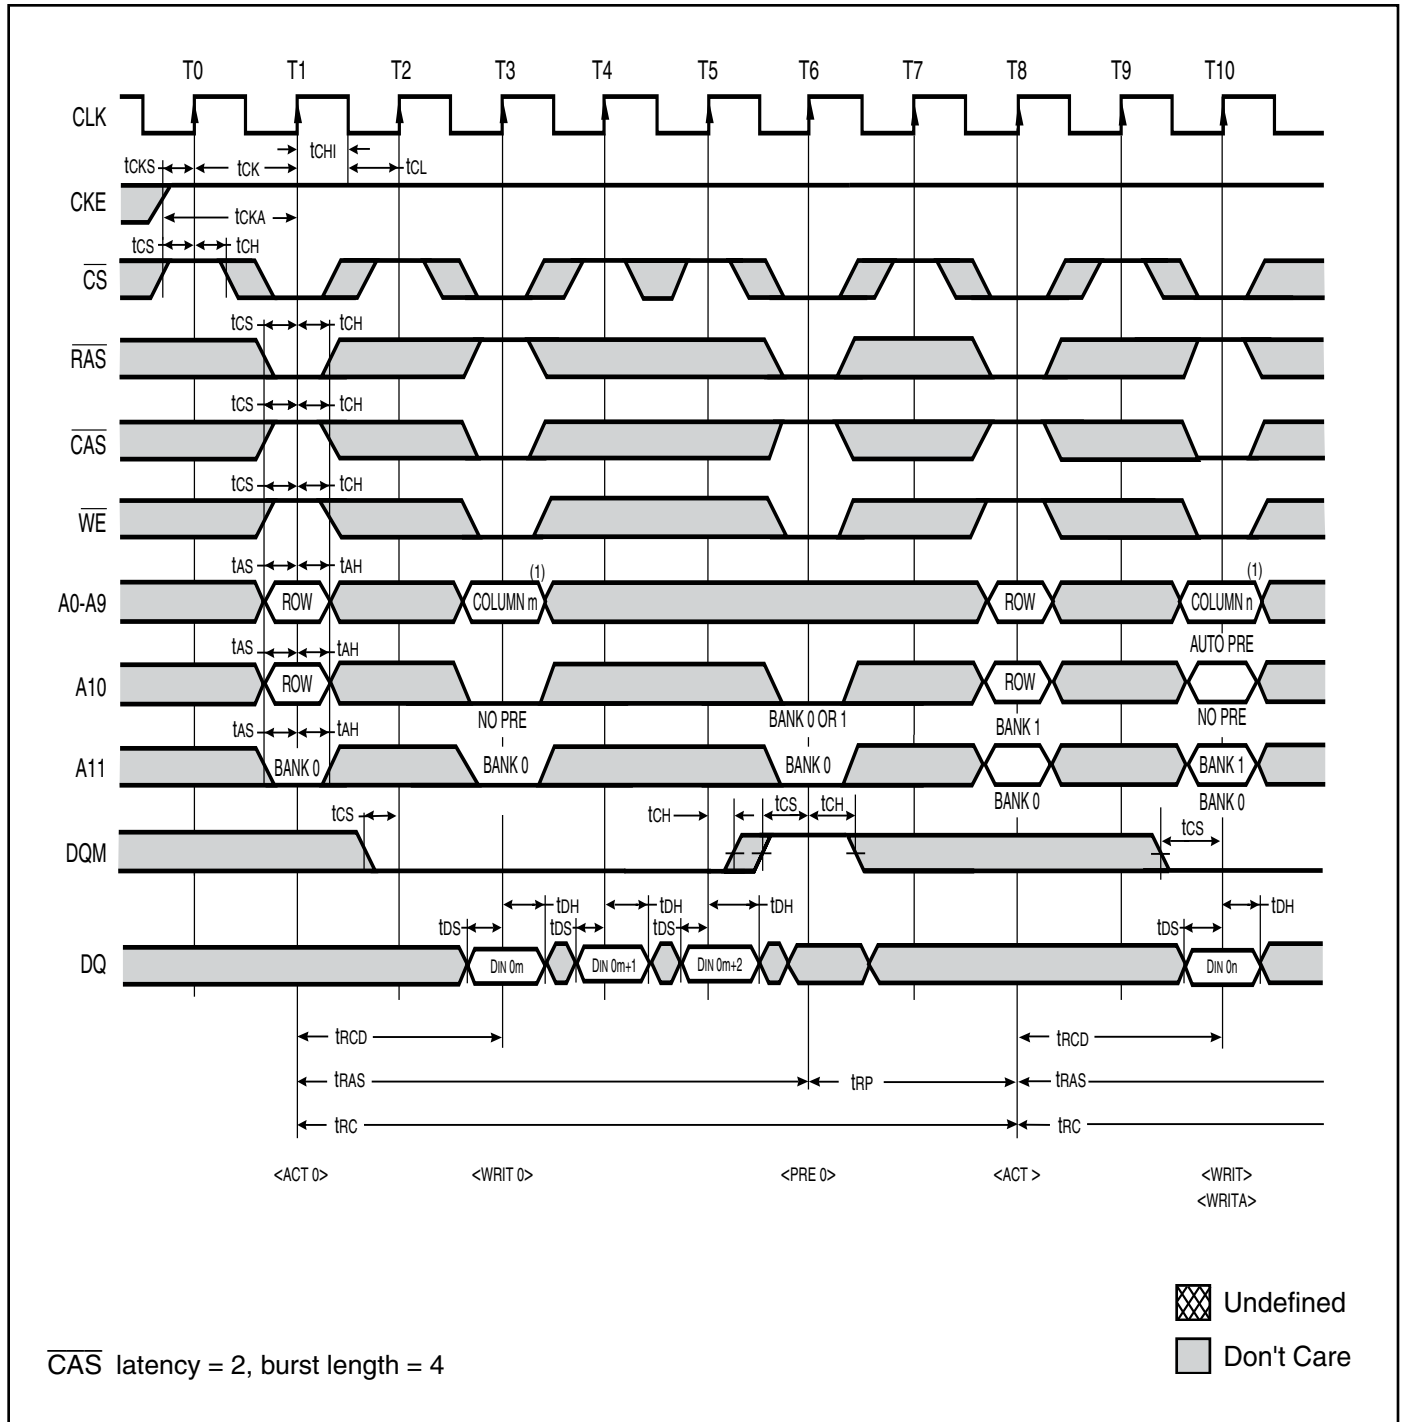 T0 T1 T2 T3 T4 T5 T6 T7 T8 T9 T10
CLK
tCHI
tCKS tCK tCL
CKE
tCKA
tCS tCH
CS
tCS tCH
RAS
tCS tCH
CAS
tCS tCH
WE
tAS tAH (1) (1)
A0-A9 ROW COLUMN m ROW COLUMN n
tAS tAH AUTO PRE
A10 ROW ROW
NO PRE BANK 0 OR 1 BANK 1 NO PRE
tAS tAH
A11 BANK 0 BANK 0 BANK 0 BANK 1
BANK 0 BANK 0
tCS tCH tCS tCH tCS
DQM
tDH tDH tDH tDH
tDS tDS tDS tDS
DQ DIN 0m DIN 0m+1 DIN 0m+2 DIN 0n
tRCD tRCD
tRAS tRP tRAS
tRC tRC
<ACT 0> <WRIT 0> <PRE 0> <ACT > <WRIT>
<WRITA>
Undefined
Don't Care
CAS latency = 2, burst length = 4